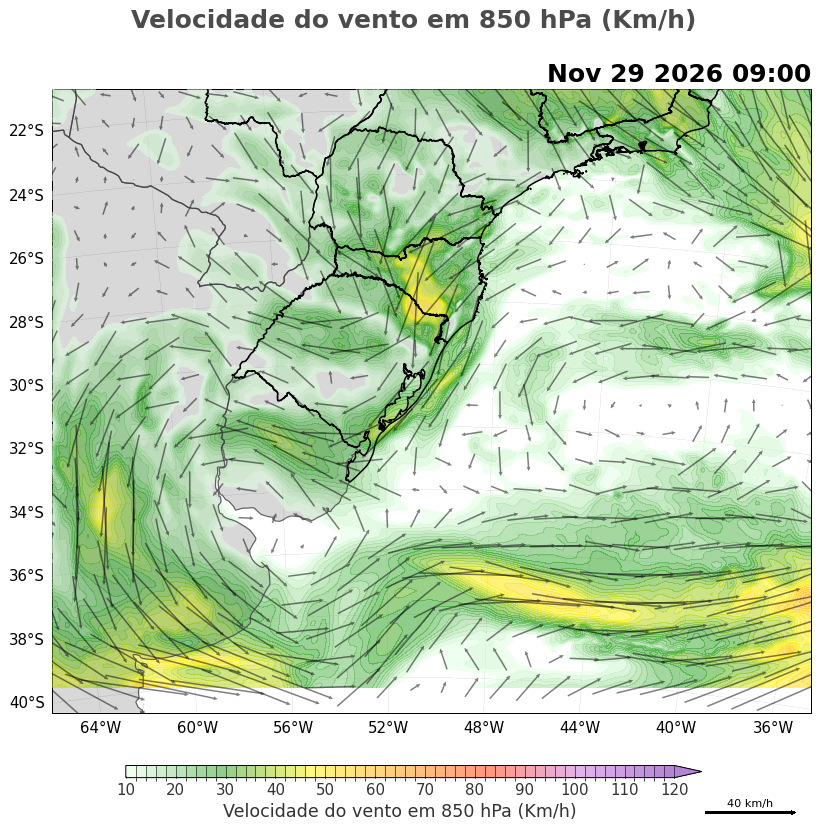 Velocidade do vento em 850 hPa (Km/h)
Nov 29 2026 09:00
22°S
24°S
26°S
28°S
30°S
32°S
34°S
36°S
38°S
40°S
64°W 60°W 56°W 52°W 48°W 44°W 40°W 36°W
10 20 30 40 50 60 70 80 90 100 110 120
Velocidade do vento em 850 hPa (Km/h)
40 km/h